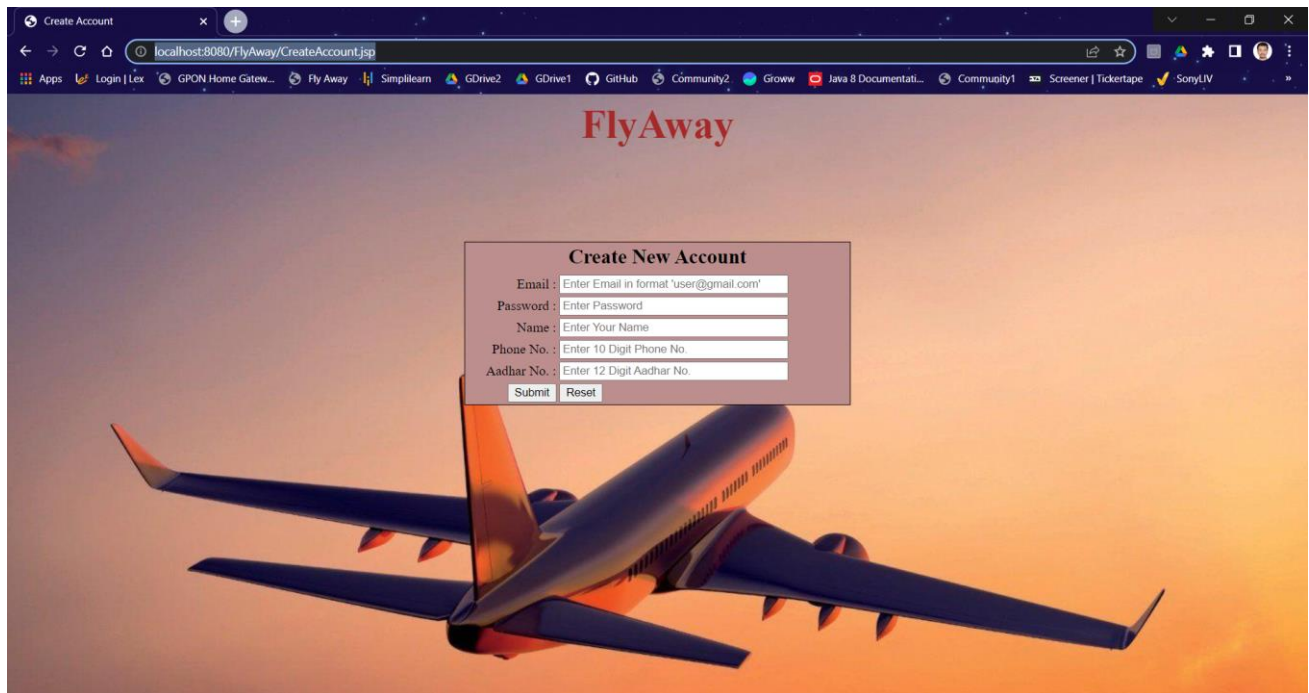 Create Account
localhost:8080/FlyAway/CreateAccount.jsp
Apps Login | Lex GPON Home Gatew... Fly Away Simplilearn GDrive2 GDrive1 GitHub Community2 Groww Java 8 Documentati... Community1 Screener | Tickertape SonyLIV »
FlyAway
Create New Account
Email : Enter Email in format 'user@gmail.com'
Password : Enter Password
Name : Enter Your Name
Phone No. : Enter 10 Digit Phone No.
Aadhar No. : Enter 12 Digit Aadhar No.
Submit Reset